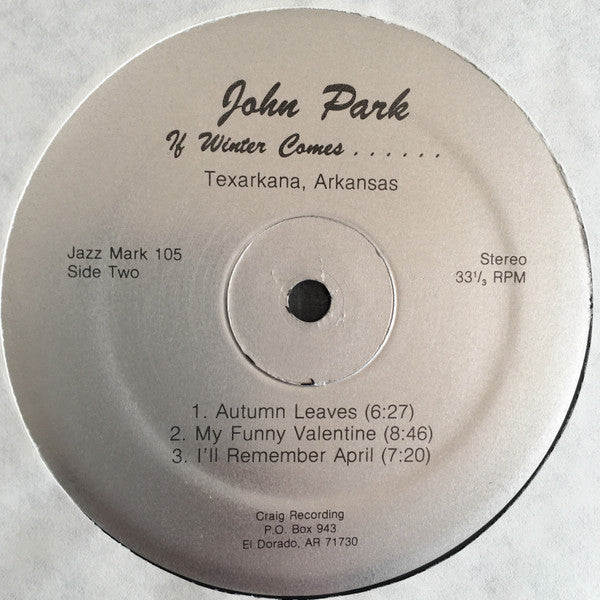 John Park
If Winter Comes......
Texarkana, Arkansas
Jazz Mark 105
Side Two
Stereo
33 1/3 RPM
1. Autumn Leaves (6:27)
2. My Funny Valentine (8:46)
3. I'll Remember April (7:20)
Craig Recording
P.O. Box 943
El Dorado, AR 71730